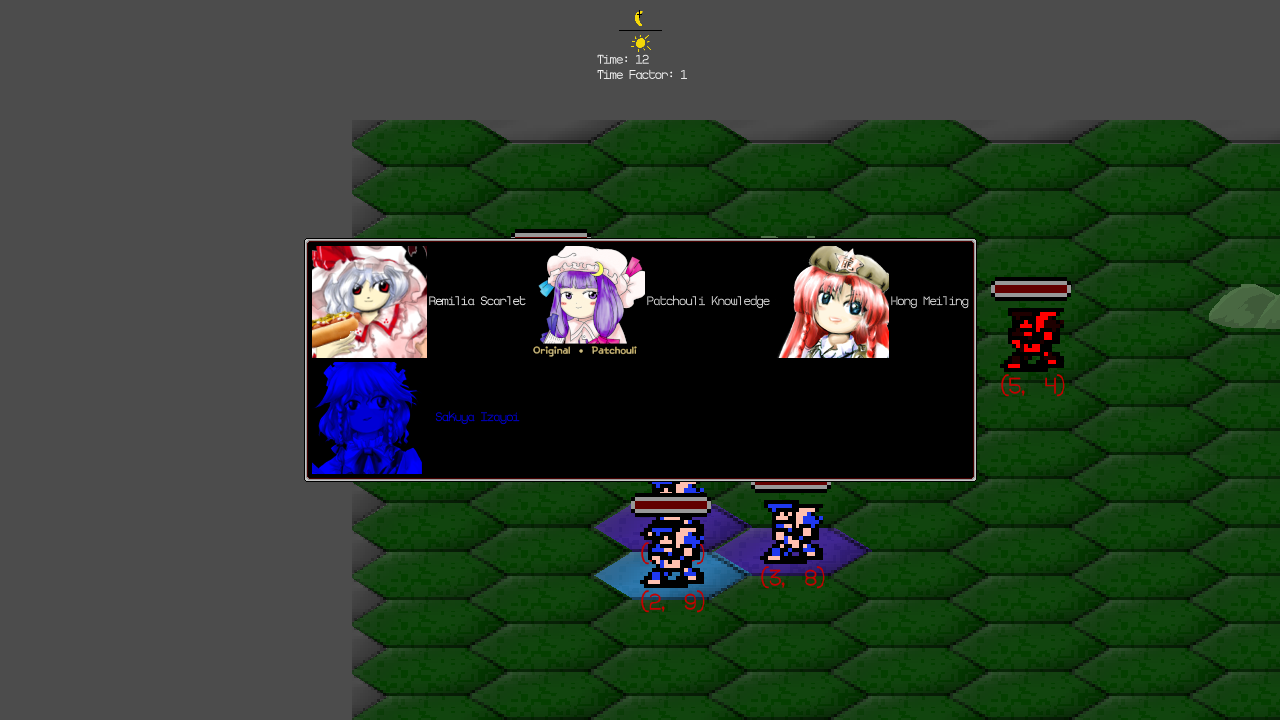 Time: 12
Time Factor: 1
Remilia Scarlet
Patchouli Knowledge
Hong Meiling
Original • Patchouli
Sakuya Izayoi
(5, 4)
(3, 8)
(2, 9)